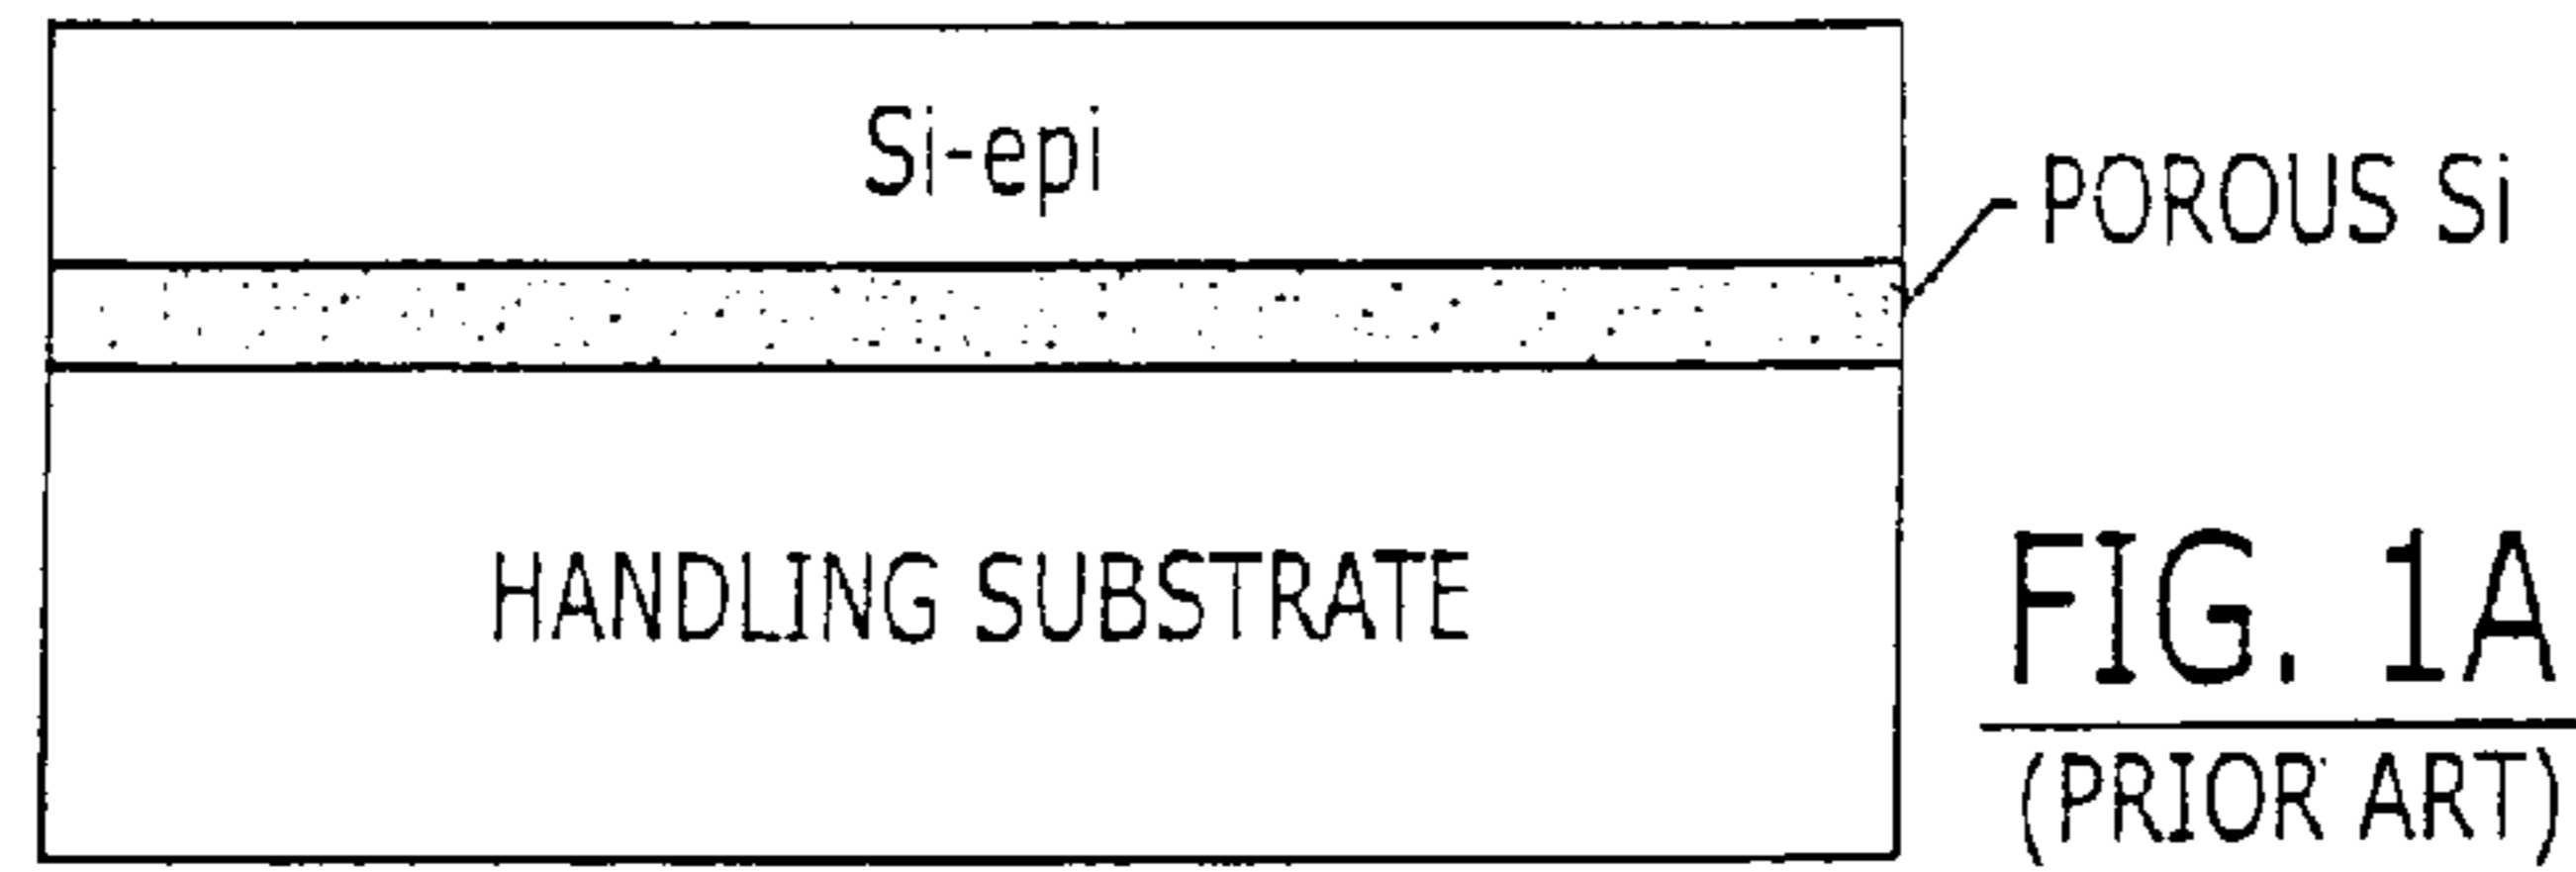 Si-epi
POROUS Si
HANDLING SUBSTRATE
FIG. 1A
(PRIOR ART)